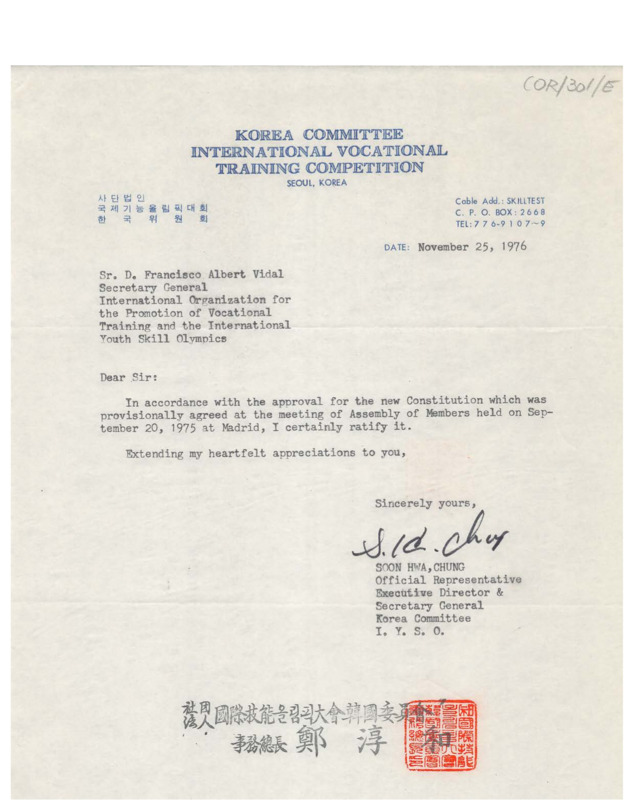 COR/301/E
KOREA COMMITTEE
INTERNATIONAL VOCATIONAL
TRAINING COMPETITION
SEOUL, KOREA
사단법인
국제기능올림픽대회
한국위원회
Cable Add.: SKILLTEST
C. P. O. BOX: 2668
TEL: 776-9107~9
DATE: November 25, 1976
Sr. D. Francisco Albert Vidal
Secretary General
International Organization for
the Promotion of Vocational
Training and the International
Youth Skill Olympics
Dear Sir:
In accordance with the approval for the new Constitution which was
provisionally agreed at the meeting of Assembly of Members held on Sep-
tember 20, 1975 at Madrid, I certainly ratify it.
Extending my heartfelt appreciations to you,
Sincerely yours,
S. H. Chung
SOON HWA, CHUNG
Official Representative
Executive Director &
Secretary General
Korea Committee
I. Y. S. O.
社団法人 國際技能올림픽大會韓國委員會
事務總長 鄭淳和